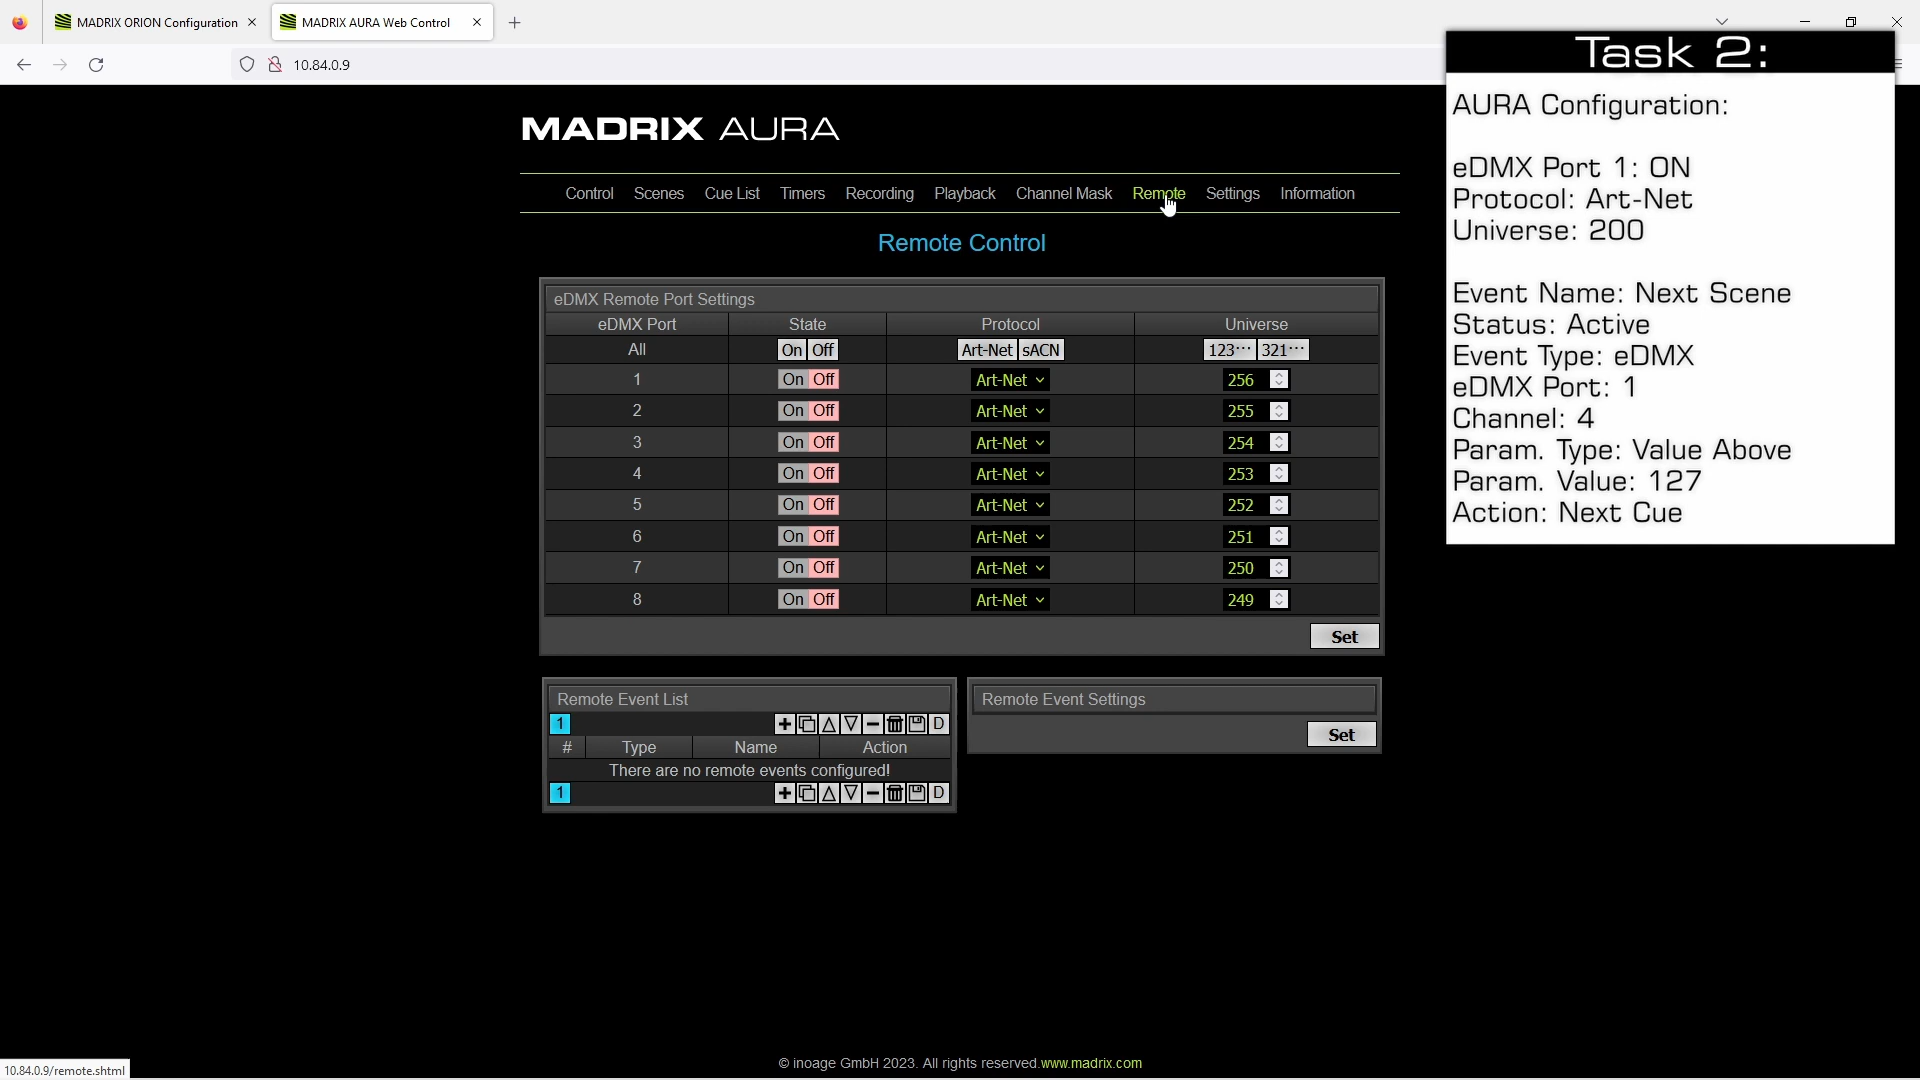 MADRIX ORION Configuration
MADRIX AURA Web Control
10.84.0.9
Task 2:
AURA Configuration:
eDMX Port 1: ON
Protocol: Art-Net
Universe: 200
Event Name: Next Scene
Status: Active
Event Type: eDMX
eDMX Port: 1
Channel: 4
Param. Type: Value Above
Param. Value: 127
Action: Next Cue
MADRIX AURA
Control Scenes Cue List Timers Recording Playback Channel Mask Remote Settings Information
Remote Control
eDMX Remote Port Settings
eDMX Port State Protocol Universe
All On Off Art-Net sACN 123··· 321···
1 On Off Art-Net 256
2 On Off Art-Net 255
3 On Off Art-Net 254
4 On Off Art-Net 253
5 On Off Art-Net 252
6 On Off Art-Net 251
7 On Off Art-Net 250
8 On Off Art-Net 249
Set
Remote Event List
1 D
# Type Name Action
There are no remote events configured!
1 D
Remote Event Settings
Set
© inoage GmbH 2023. All rights reserved.www.madrix.com
10.84.0.9/remote.shtml